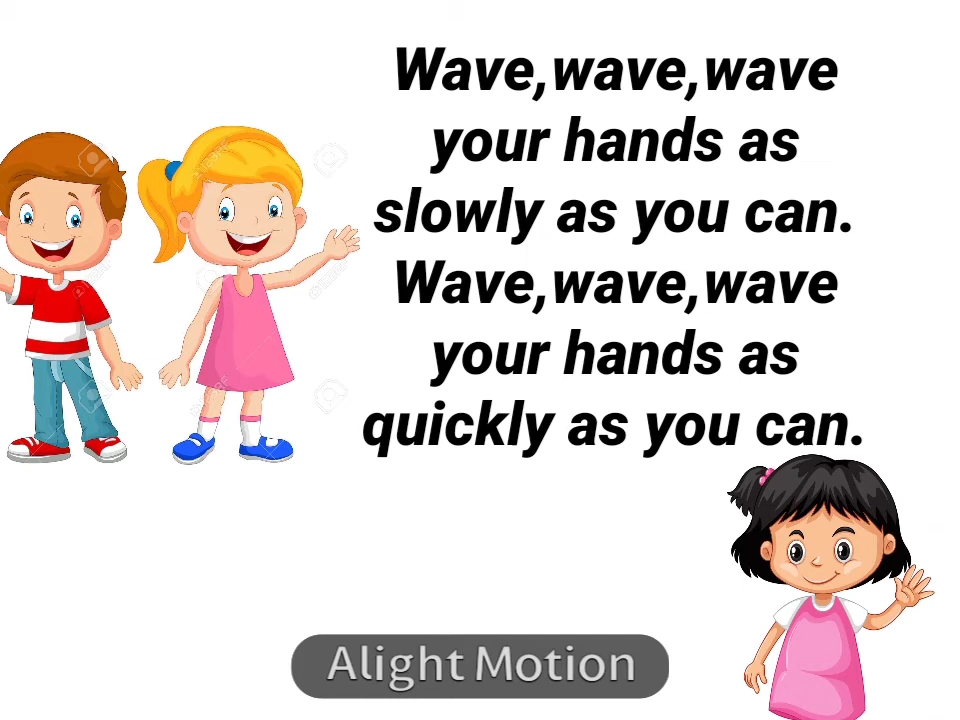 Wave,wave,wave
your hands as
slowly as you can.
Wave,wave,wave
your hands as
quickly as you can.
Alight Motion